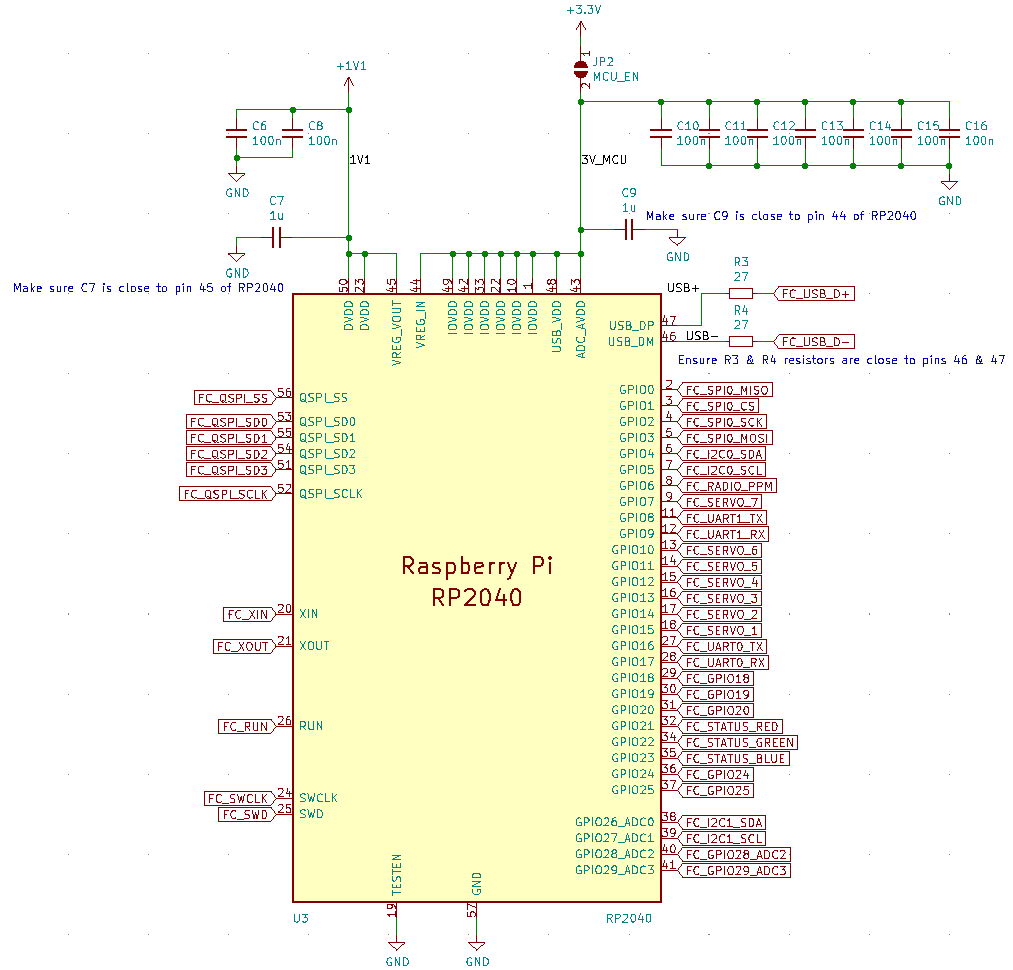 +3.3V
1
JP2
MCU_EN
2
+1V1
C6
100n
C8
100n
C10
100n
C11
100n
C12
100n
C13
100n
C14
100n
C15
100n
C16
100n
1V1
3V_MCU
GND
GND
C7
1u
C9
1u
Make sure C9 is close to pin 44 of RP2040
GND
GND
Make sure C7 is close to pin 45 of RP2040
50
23
45
44
49
42
33
22
10
1
48
43
DVDD
DVDD
VREG_VOUT
VREG_IN
IOVDD
IOVDD
IOVDD
IOVDD
IOVDD
IOVDD
USB_VDD
ADC_AVDD
R3
27
USB+
FC_USB_D+
R4
27
USB_DP 47
USB_DM 46
USB-
FC_USB_D-
Ensure R3 & R4 resistors are close to pins 46 & 47
FC_QSPI_SS 56 QSPI_SS
FC_QSPI_SD0 53 QSPI_SD0
FC_QSPI_SD1 55 QSPI_SD1
FC_QSPI_SD2 54 QSPI_SD2
FC_QSPI_SD3 51 QSPI_SD3
FC_QSPI_SCLK 52 QSPI_SCLK
FC_XIN 20 XIN
FC_XOUT 21 XOUT
FC_RUN 26 RUN
FC_SWCLK 24 SWCLK
FC_SWD 25 SWD
Raspberry Pi
RP2040
GPIO0 2 FC_SPI0_MISO
GPIO1 3 FC_SPI0_CS
GPIO2 4 FC_SPI0_SCK
GPIO3 5 FC_SPI0_MOSI
GPIO4 6 FC_I2C0_SDA
GPIO5 7 FC_I2C0_SCL
GPIO6 8 FC_RADIO_PPM
GPIO7 9 FC_SERVO_7
GPIO8 11 FC_UART1_TX
GPIO9 12 FC_UART1_RX
GPIO10 13 FC_SERVO_6
GPIO11 14 FC_SERVO_5
GPIO12 15 FC_SERVO_4
GPIO13 16 FC_SERVO_3
GPIO14 17 FC_SERVO_2
GPIO15 18 FC_SERVO_1
GPIO16 27 FC_UART0_TX
GPIO17 28 FC_UART0_RX
GPIO18 29 FC_GPIO18
GPIO19 30 FC_GPIO19
GPIO20 31 FC_GPIO20
GPIO21 32 FC_STATUS_RED
GPIO22 34 FC_STATUS_GREEN
GPIO23 35 FC_STATUS_BLUE
GPIO24 36 FC_GPIO24
GPIO25 37 FC_GPIO25
GPIO26_ADC0 38 FC_I2C1_SDA
GPIO27_ADC1 39 FC_I2C1_SCL
GPIO28_ADC2 40 FC_GPIO28_ADC2
GPIO29_ADC3 41 FC_GPIO29_ADC3
TESTEN
GND
19
57
U3
RP2040
GND
GND